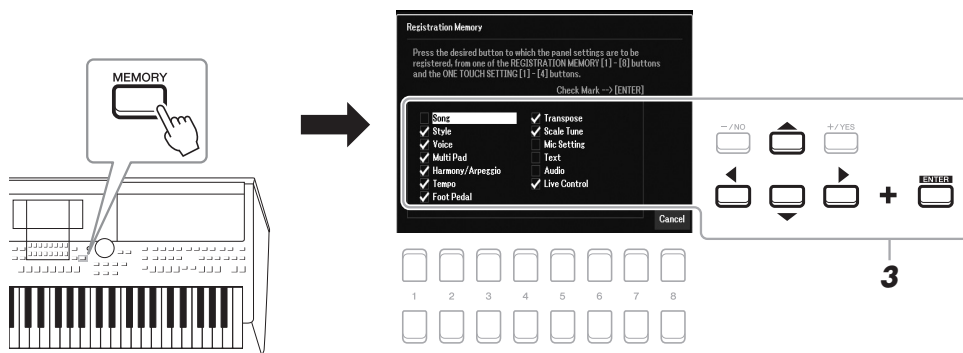 MEMORY
Registration Memory
Press the desired button to which the panel settings are to be
registered, from one of the REGISTRATION MEMORY [1] - [8] buttons
and the ONE TOUCH SETTING [1] - [4] buttons.
Check Mark --> [ENTER]
Song
Style
Voice
Multi Pad
Harmony/Arpeggio
Tempo
Foot Pedal
Transpose
Scale Tune
Mic Setting
Text
Audio
Live Control
Cancel
1 2 3 4 5 6 7 8
-/NO
+/YES
+
ENTER
3